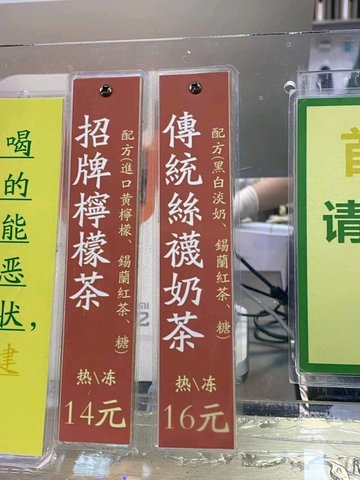 喝
的
能
恶
状，
建
招牌檸檬茶
配方(進口黄檸檬、錫蘭紅茶、糖)
热\冻
14元
傳統絲襪奶茶
配方(黑白淡奶、錫蘭紅茶、糖)
热\冻
16元
请